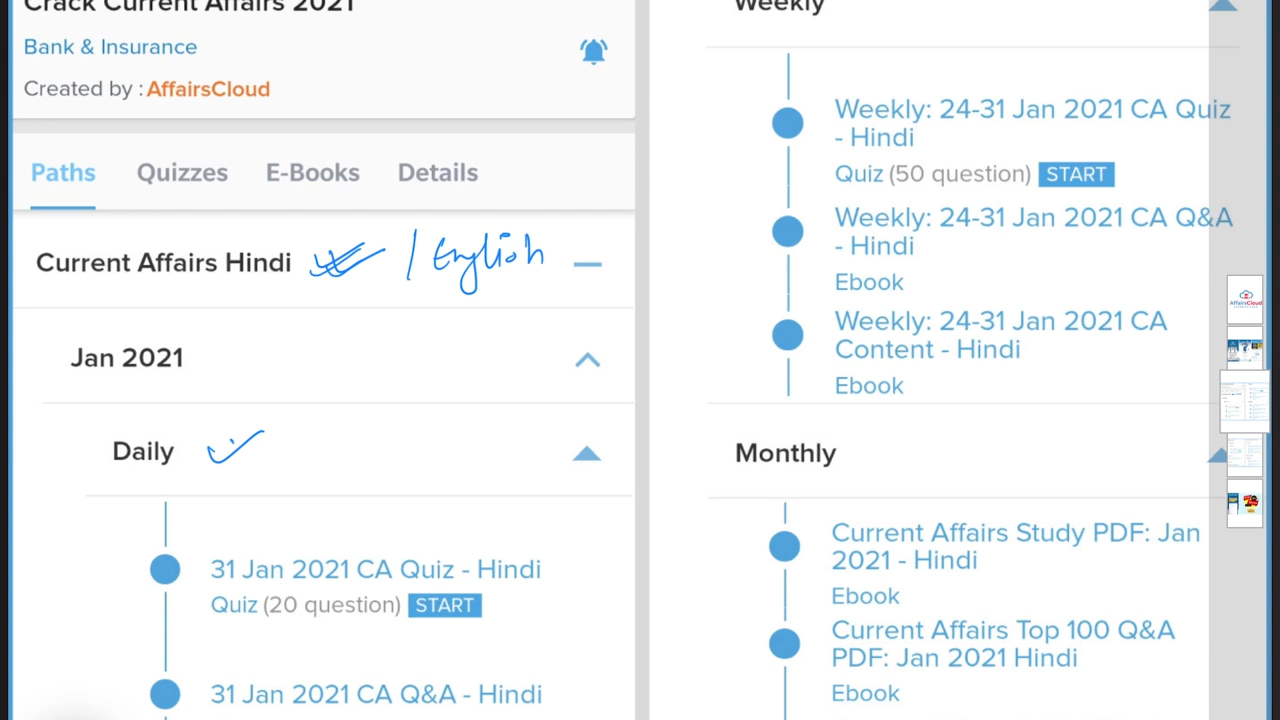 Crack Current Affairs 2021
Bank & Insurance
Created by : AffairsCloud
Paths Quizzes E-Books Details
Current Affairs Hindi / English
Jan 2021
Daily
31 Jan 2021 CA Quiz - Hindi
Quiz (20 question) START
31 Jan 2021 CA Q&A - Hindi
Weekly
Weekly: 24-31 Jan 2021 CA Quiz
- Hindi
Quiz (50 question) START
Weekly: 24-31 Jan 2021 CA Q&A
- Hindi
Ebook
Weekly: 24-31 Jan 2021 CA
Content - Hindi
Ebook
Monthly
Current Affairs Study PDF: Jan
2021 - Hindi
Ebook
Current Affairs Top 100 Q&A
PDF: Jan 2021 Hindi
Ebook
AffairsCloud